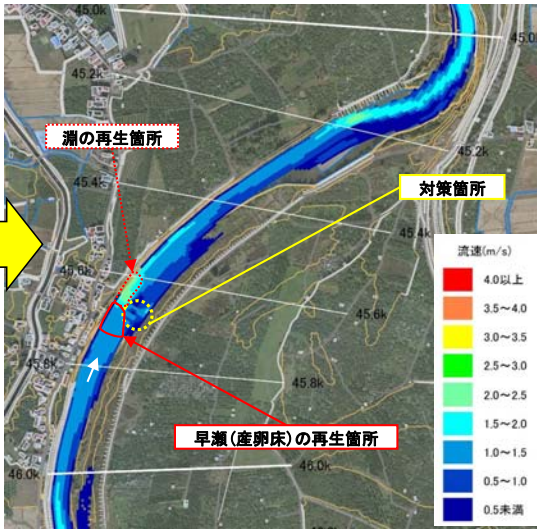 45.0k
45.0
45.2k
淵の再生箇所
45.2k
45.4k
対策箇所
45.4k
流速(m/s)
4.0以上
3.5～4.0
3.0～3.5
2.5～3.0
2.0～2.5
1.5～2.0
1.0～1.5
0.5～1.0
0.5未満
45.6k
45.6k
45.8k
45.8k
早瀬(産卵床)の再生箇所
46.0k
46.0k